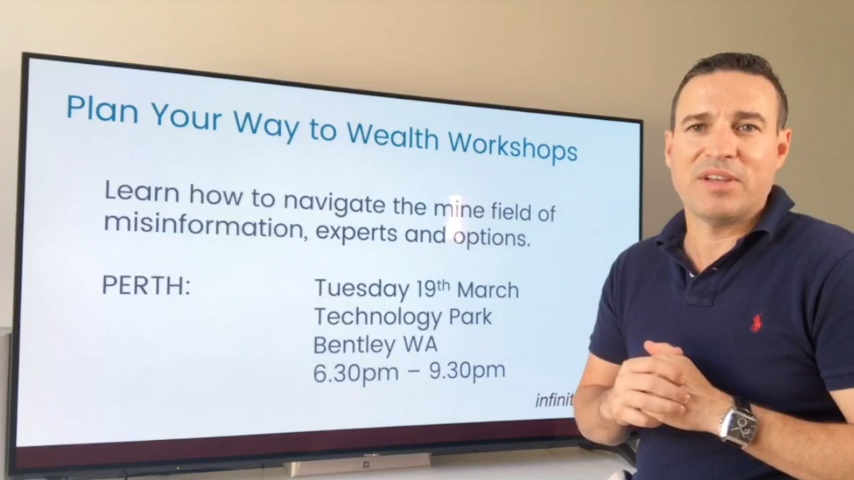 Plan Your Way to Wealth Workshops
Learn how to navigate the mine field of
misinformation, experts and options.
PERTH: Tuesday 19th March
Technology Park
Bentley WA
6.30pm – 9.30pm
infinit